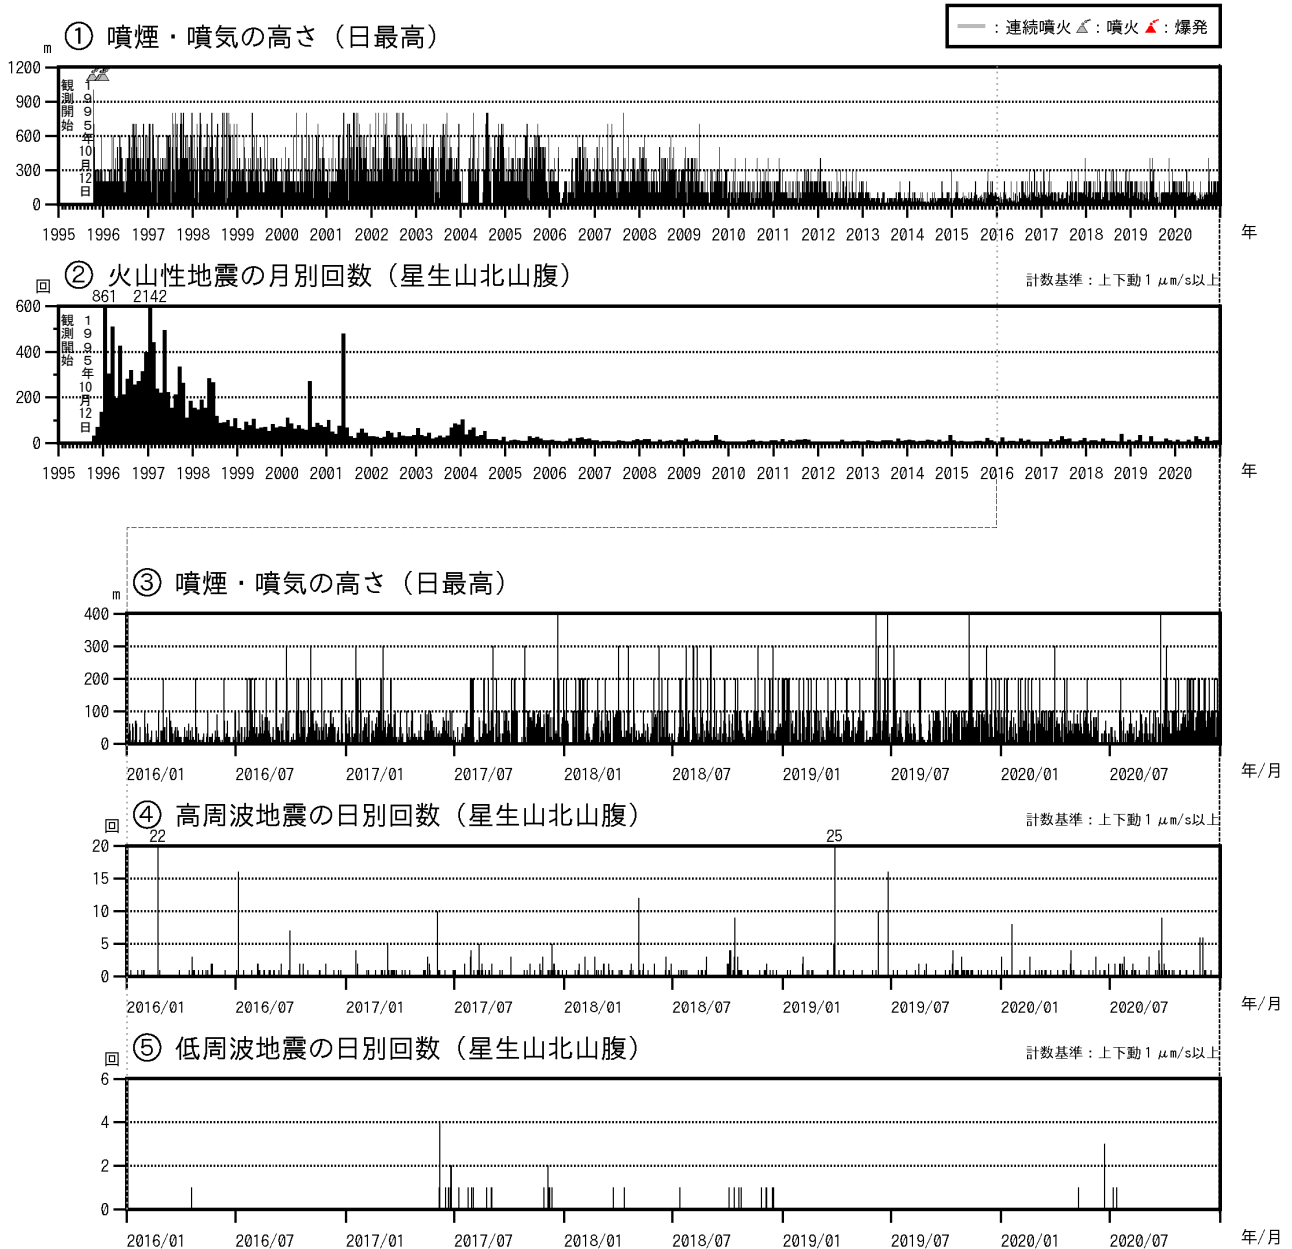 ━ : 連続噴火 : 噴火 : 爆発
① 噴煙・噴気の高さ（日最高）
m
1200
900
600
300
0
観測開始
1995年10月12日
1995 1996 1997 1998 1999 2000 2001 2002 2003 2004 2005 2006 2007 2008 2009 2010 2011 2012 2013 2014 2015 2016 2017 2018 2019 2020 年
② 火山性地震の月別回数（星生山北山腹）
計数基準：上下動１μm/s以上
回
861 2142
600
400
200
0
観測開始
1995年10月12日
1995 1996 1997 1998 1999 2000 2001 2002 2003 2004 2005 2006 2007 2008 2009 2010 2011 2012 2013 2014 2015 2016 2017 2018 2019 2020 年
③ 噴煙・噴気の高さ（日最高）
m
400
300
200
100
0
2016/01 2016/07 2017/01 2017/07 2018/01 2018/07 2019/01 2019/07 2020/01 2020/07 年/月
④ 高周波地震の日別回数（星生山北山腹）
計数基準：上下動１μm/s以上
回
22 25
20
15
10
5
0
2016/01 2016/07 2017/01 2017/07 2018/01 2018/07 2019/01 2019/07 2020/01 2020/07 年/月
⑤ 低周波地震の日別回数（星生山北山腹）
計数基準：上下動１μm/s以上
回
6
4
2
0
2016/01 2016/07 2017/01 2017/07 2018/01 2018/07 2019/01 2019/07 2020/01 2020/07 年/月